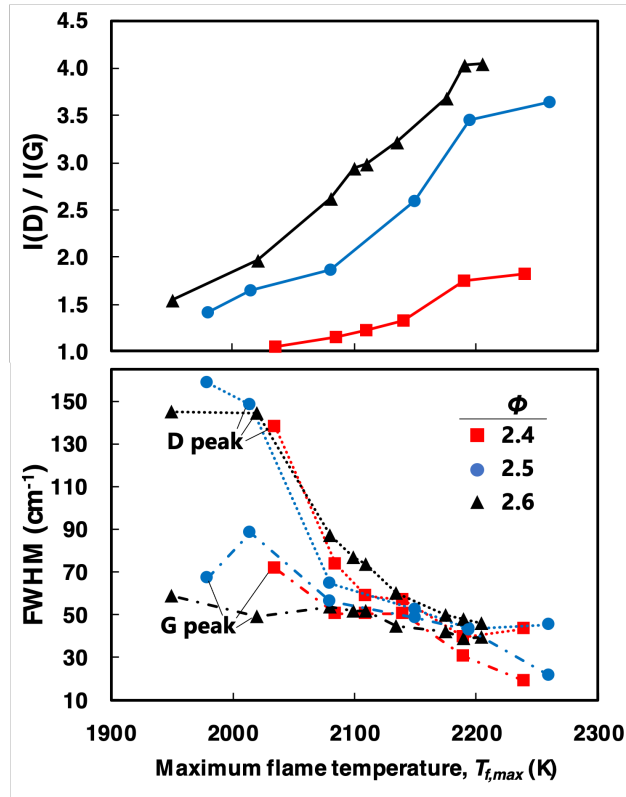 4.5
4.0
3.5
3.0
2.5
2.0
1.5
1.0
I(D) / I(G)
150
130
110
90
70
50
30
10
FWHM (cm⁻¹)
D peak
G peak
Φ
2.4
2.5
2.6
1900 2000 2100 2200 2300
Maximum flame temperature, T_{f,max} (K)